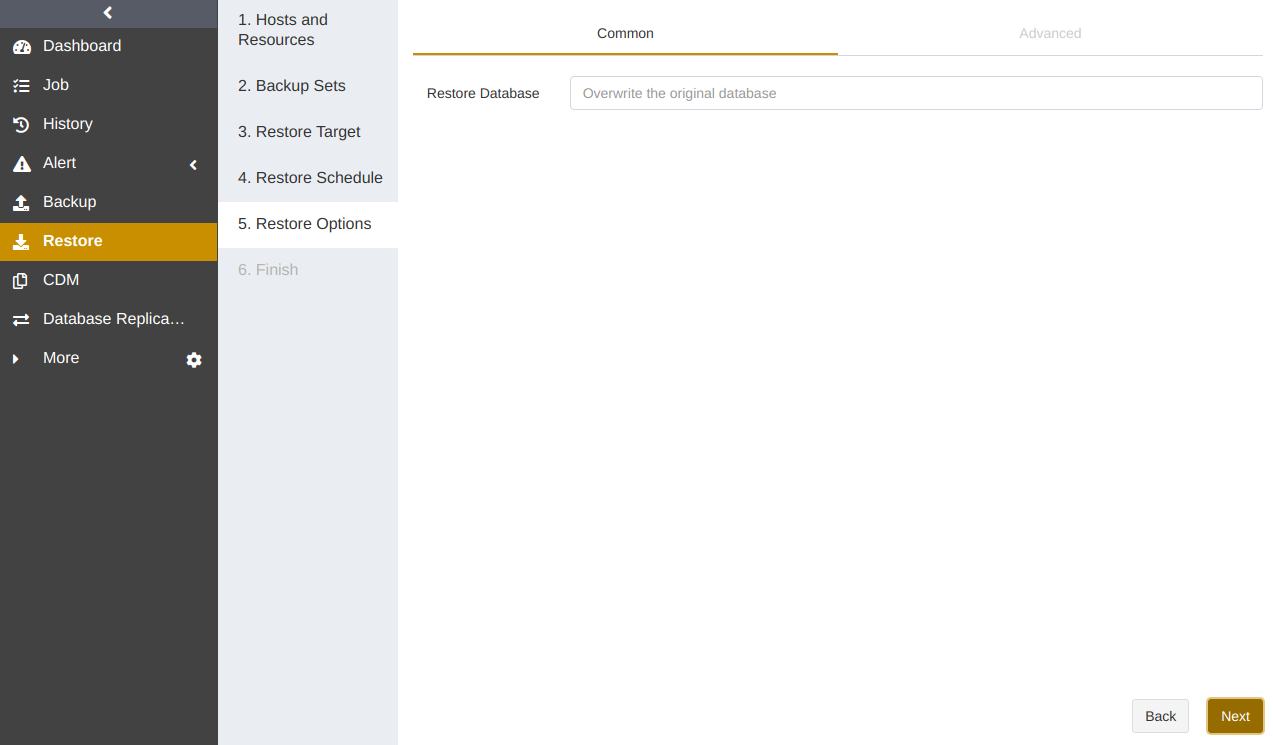 Dashboard
Job
History
Alert
Backup
Restore
CDM
Database Replica…
More
1. Hosts and
Resources
2. Backup Sets
3. Restore Target
4. Restore Schedule
5. Restore Options
6. Finish
Common
Advanced
Restore Database
Overwrite the original database
Back
Next